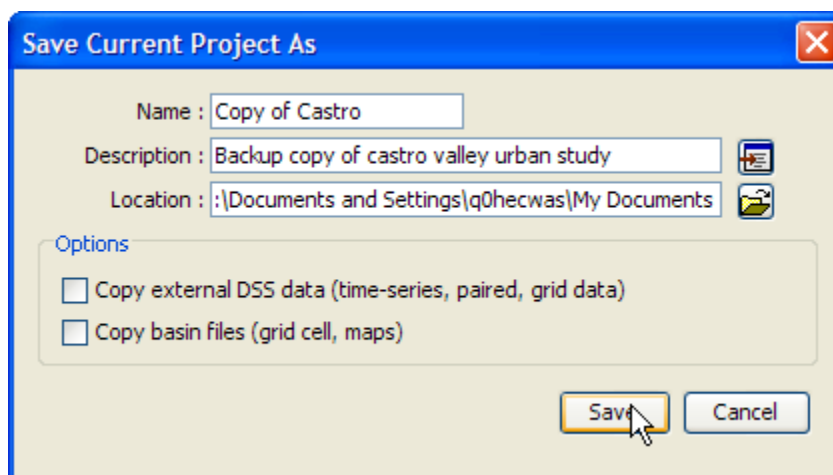 Save Current Project As
Name : Copy of Castro
Description : Backup copy of castro valley urban study
Location : :\Documents and Settings\q0hecwas\My Documents
Options
Copy external DSS data (time-series, paired, grid data)
Copy basin files (grid cell, maps)
Save Cancel